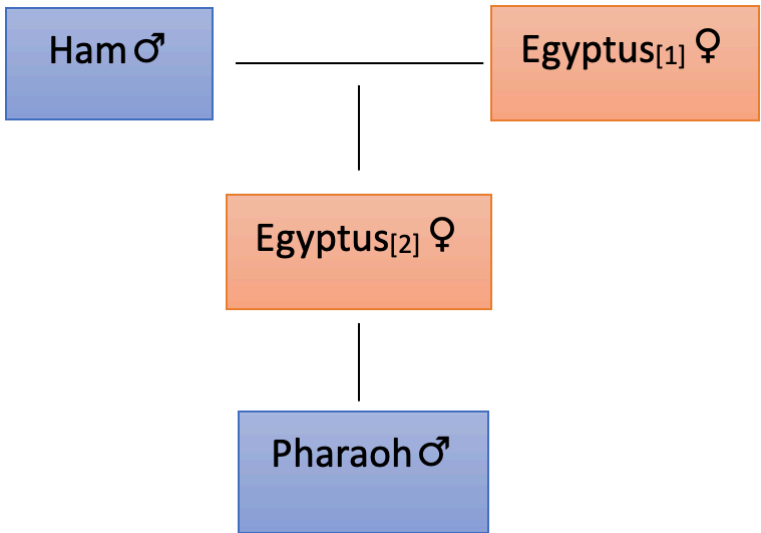 Ham ♂
Egyptus[1] ♀
Egyptus[2] ♀
Pharaoh ♂